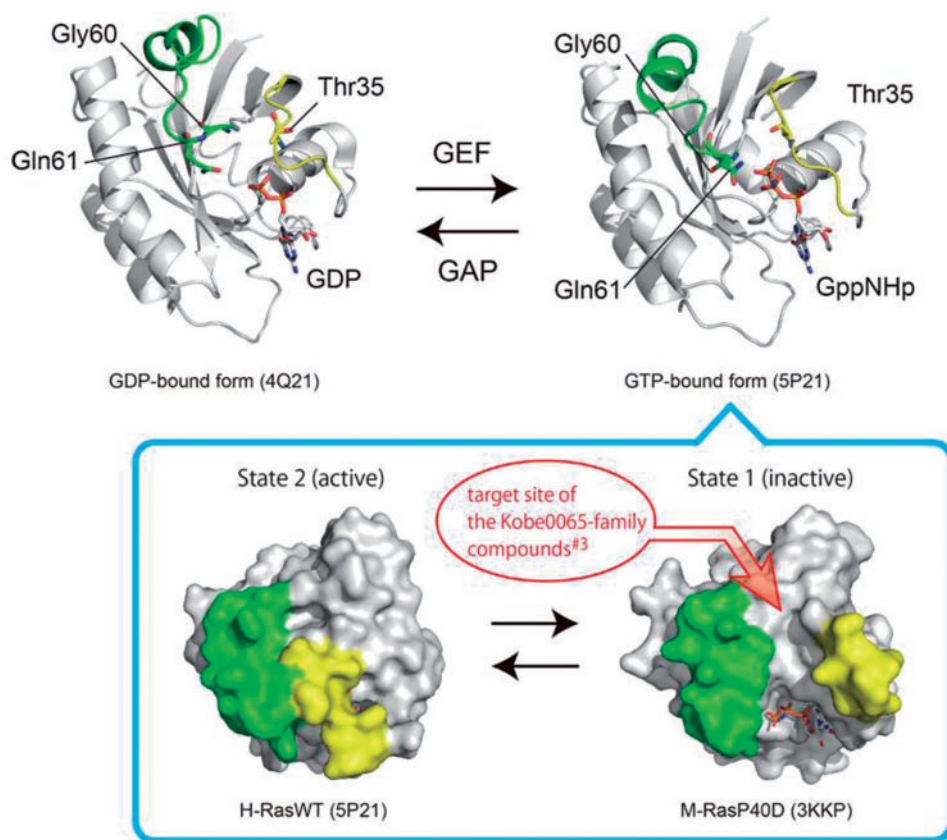 Gly60
Thr35
Gln61
GDP
GDP-bound form (4Q21)
GEF
GAP
Gly60
Thr35
Gln61
GppNHp
GTP-bound form (5P21)
State 2 (active)
target site of
the Kobe0065-family
compounds#3
State 1 (inactive)
H-RasWT (5P21)
M-RasP40D (3KKP)